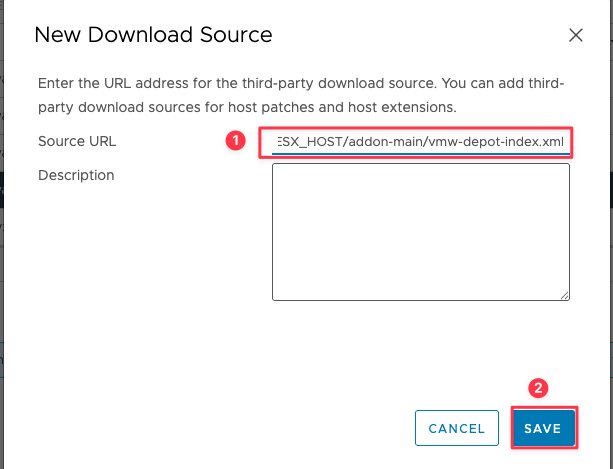 New Download Source
Enter the URL address for the third-party download source. You can add third-
party download sources for host patches and host extensions.
Source URL
1
ESX_HOST/addon-main/vmw-depot-index.xml
Description
2
CANCEL
SAVE